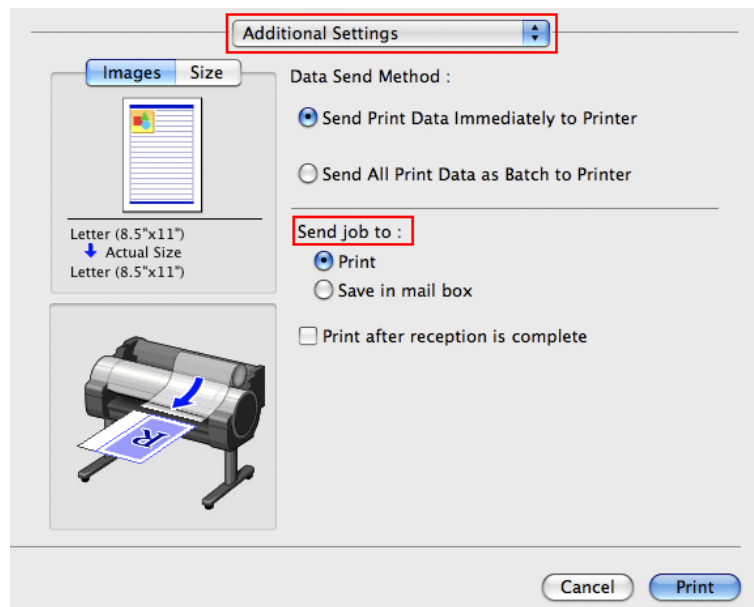 Additional Settings
Images Size
Letter (8.5"x11")
Actual Size
Letter (8.5"x11")
Data Send Method :
Send Print Data Immediately to Printer
Send All Print Data as Batch to Printer
Send job to :
Print
Save in mail box
Print after reception is complete
R
Cancel Print